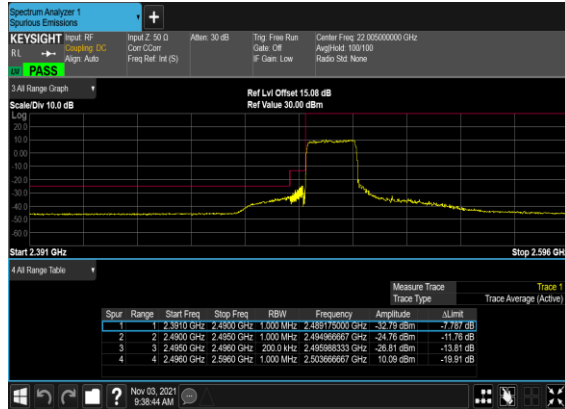 Spectrum Analyzer 1
Spurious Emissions
+
KEYSIGHT Input: RF Input Z: 50 Ω Atten: 30 dB Trig: Free Run Center Freq: 22.005000000 GHz
RL Coupling: DC Corr CCorr Gate: Off Avg|Hold: 100/100
Align: Auto Freq Ref: Int (S) IF Gain: Low Radio Std: None
PASS
3 All Range Graph
Ref Lvl Offset 15.08 dB
Scale/Div 10.0 dB Ref Value 30.00 dBm
Log
20.0
10.0
0.00
-10.0
-20.0
-30.0
-40.0
-50.0
-60.0
Start 2.391 GHz Stop 2.596 GH
4 All Range Table
Measure Trace Trace 1
Trace Type Trace Average (Active)
Spur Range Start Freq Stop Freq RBW Frequency Amplitude ΔLimit
1 1 2.3910 GHz 2.4900 GHz 1.000 MHz 2.489175000 GHz -32.79 dBm -7.787 dB
2 2 2.4900 GHz 2.4950 GHz 1.000 MHz 2.494966667 GHz -24.76 dBm -11.76 dB
3 3 2.4950 GHz 2.4960 GHz 200.0 kHz 2.495988333 GHz -26.81 dBm -13.81 dB
4 4 2.4960 GHz 2.5960 GHz 1.000 MHz 2.503666667 GHz 10.09 dBm -19.91 dB
?
Nov 03, 2021
9:38:44 AM